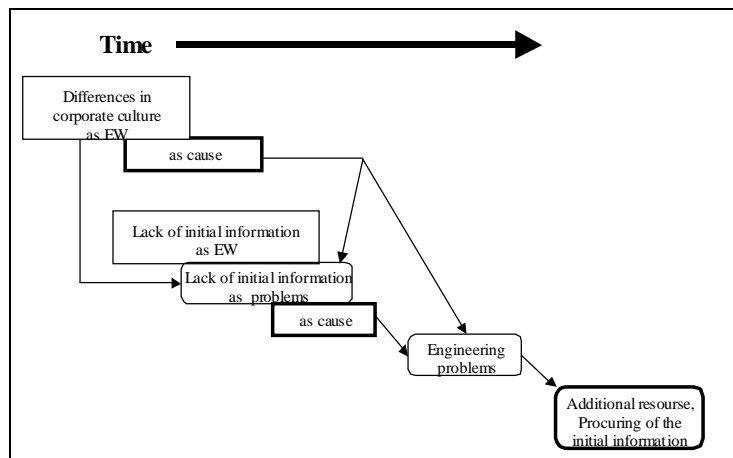 Time
Differences in
corporate culture
as EW
as cause
Lack of initial information
as EW
Lack of initial information
as problems
as cause
Engineering
problems
Additional resourse,
Procuring of the
initial information